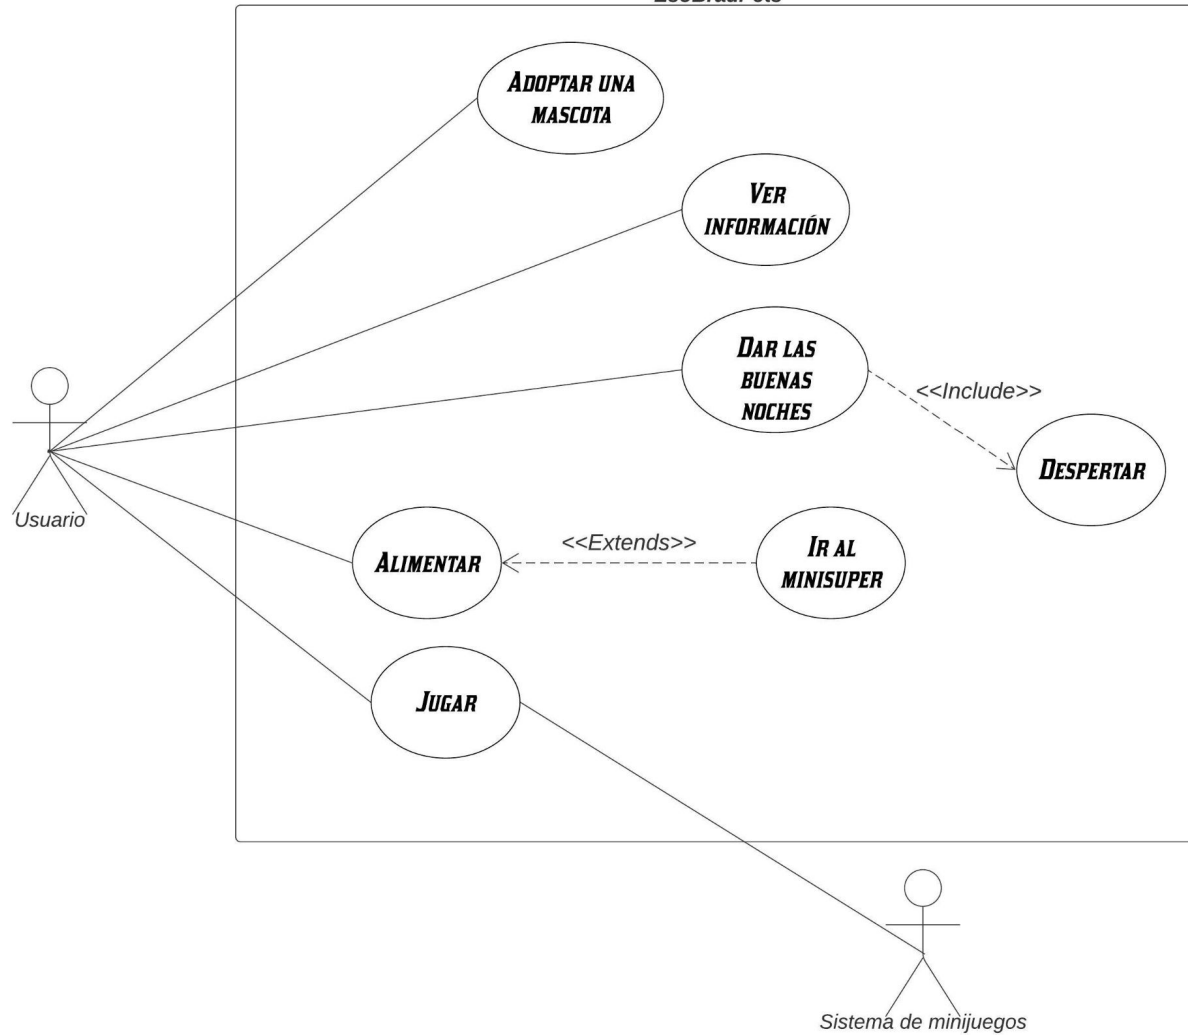 ADOPTAR UNA
MASCOTA
VER
INFORMACIÓN
DAR LAS
BUENAS
NOCHES
<<Include>>
DESPERTAR
Usuario
ALIMENTAR
<<Extends>>
IR AL
MINISUPER
JUGAR
Sistema de minijuegos